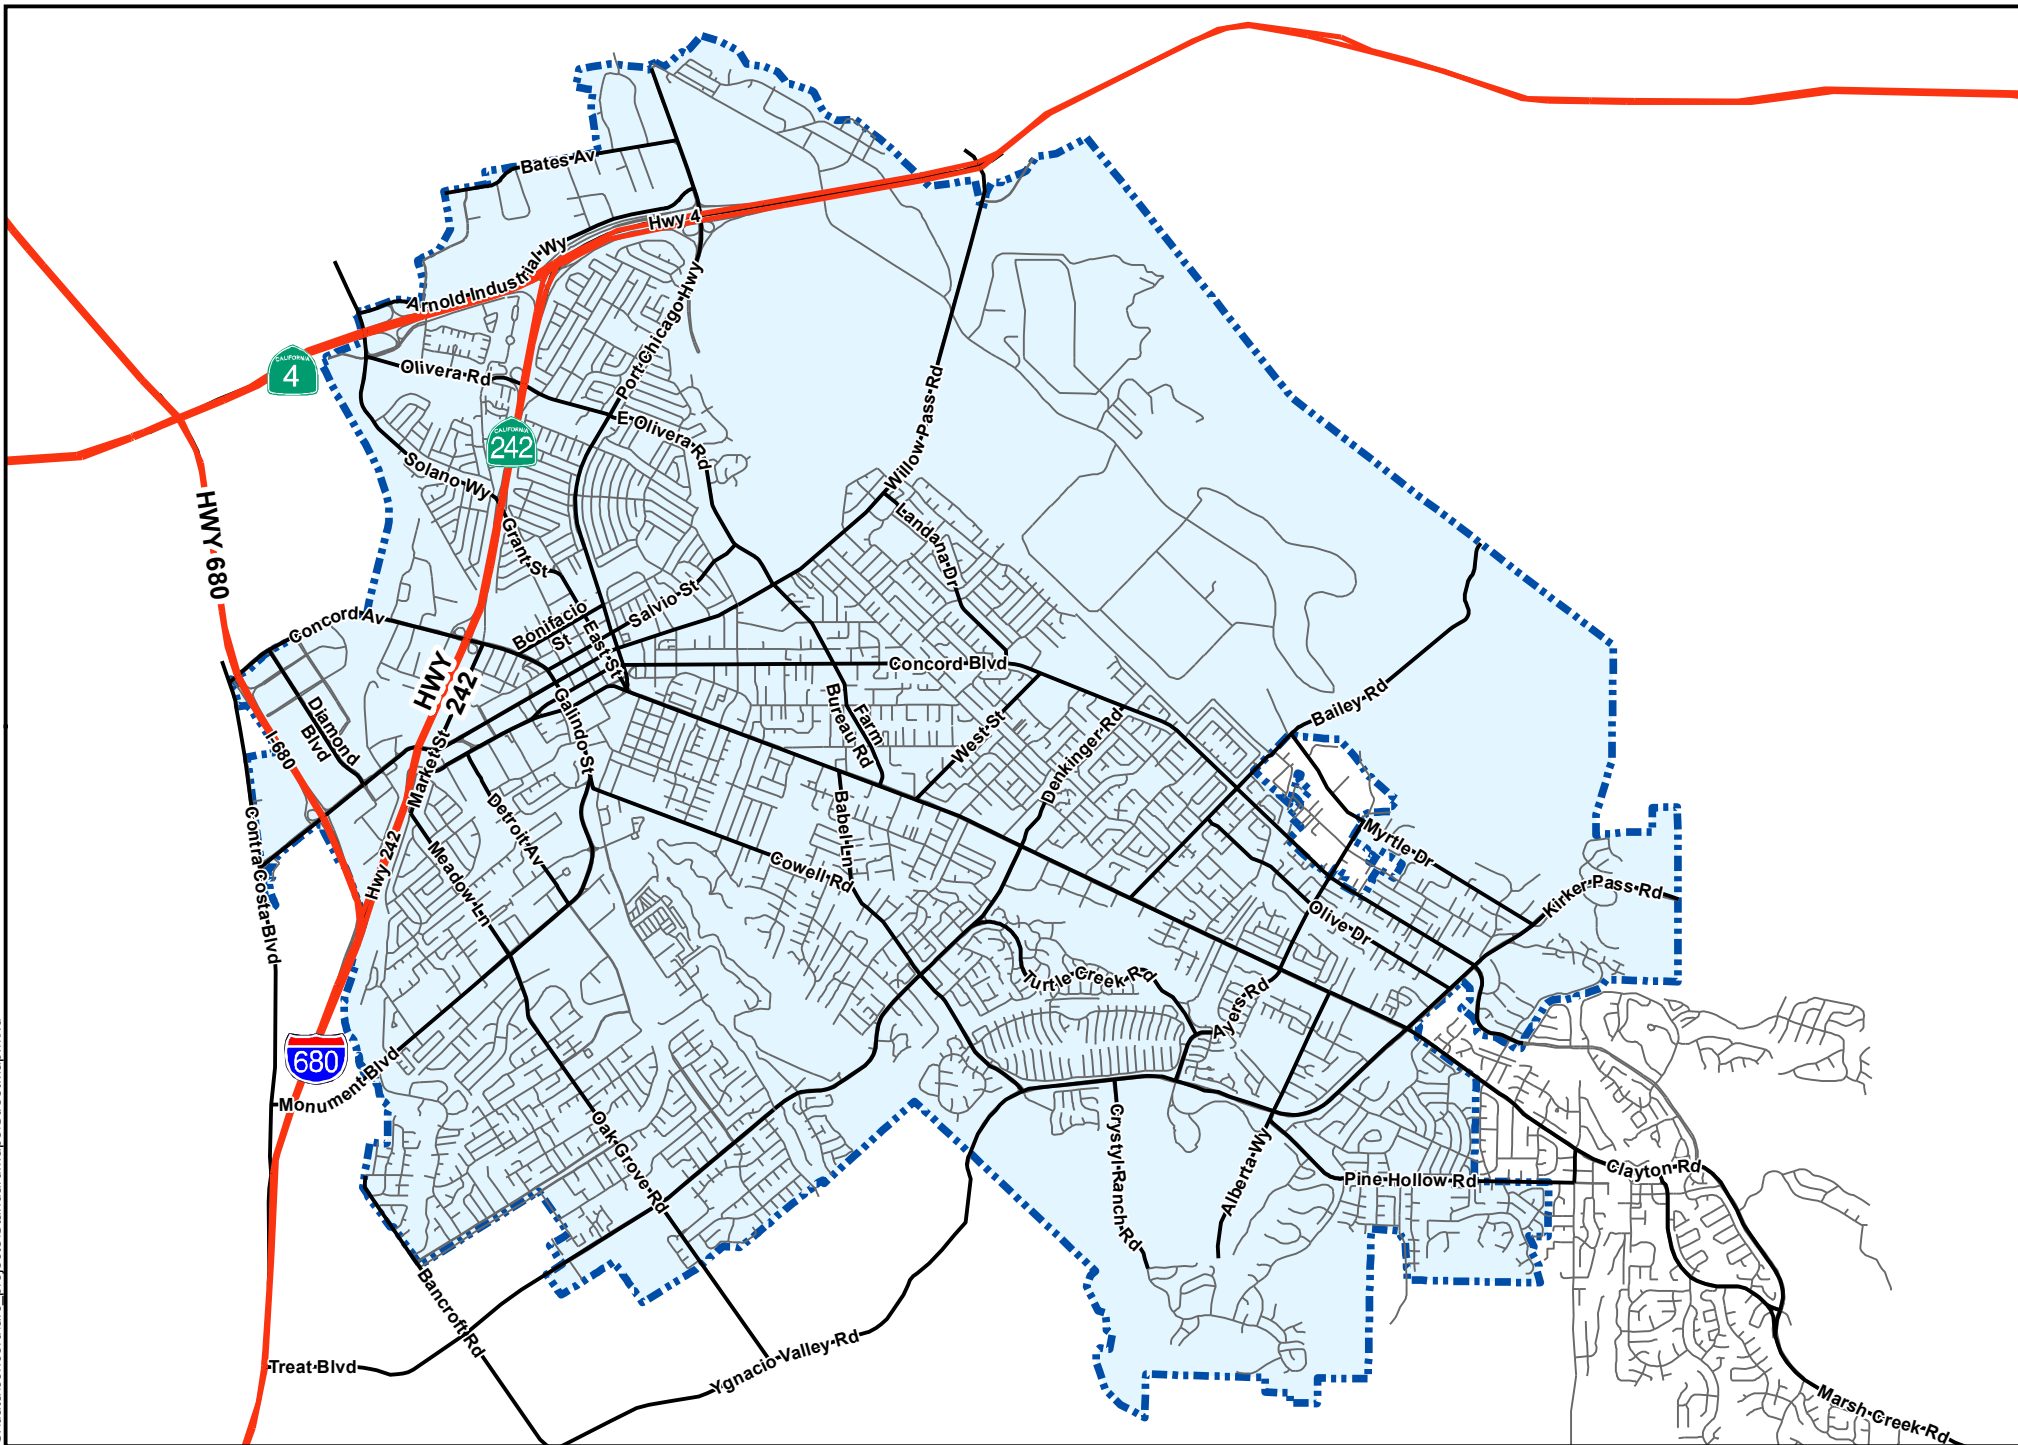 Bates Av
Hwy 4
Arnold Industrial Wy
CALIFORNIA
4
Port Chicago Hwy
Olivera Rd
E Olivera Rd
CALIFORNIA
242
Willow Pass Rd
Solano Wy
HWY 680
Grant St
Landana Dr
Concord Av
Bonifacio
St
Salvio St
East St
Concord Blvd
HWY
242
Diamond
Blvd
Galindo St
Farm
Bureau Rd
West St
Denkinger Rd
Bailey Rd
I-680
Market St
Detroit Av
Babel Ln
Contra Costa Blvd
Hwy 242
Meadow Ln
Cowell Rd
Myrtle Dr
Kirker Pass Rd
Olive Dr
Turtle Creek Rd
Ayers Rd
680
Monument Blvd
Oak Grove Rd
Crystyl Ranch Rd
Alberta Wy
Pine Hollow Rd
Clayton Rd
Bancroft Rd
Treat Blvd
Ygnacio Valley Rd
Marsh Creek Rd